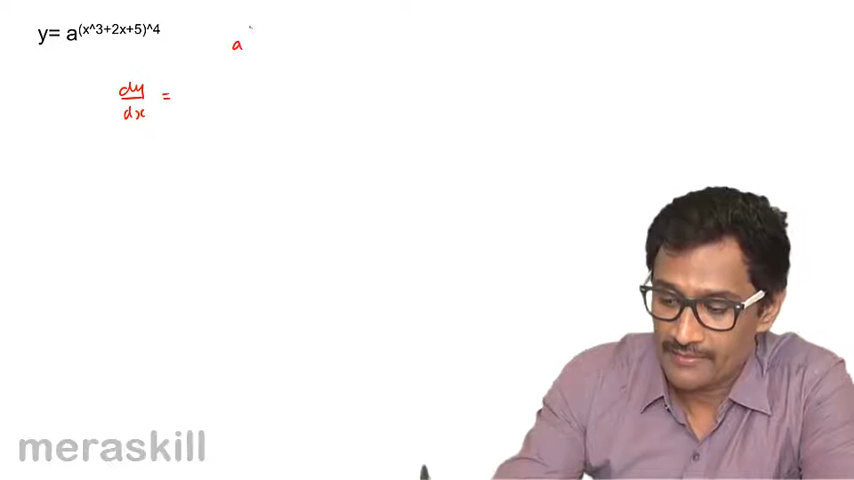 y= a^(x^3+2x+5)^4
a
dy/dx =
meraskill